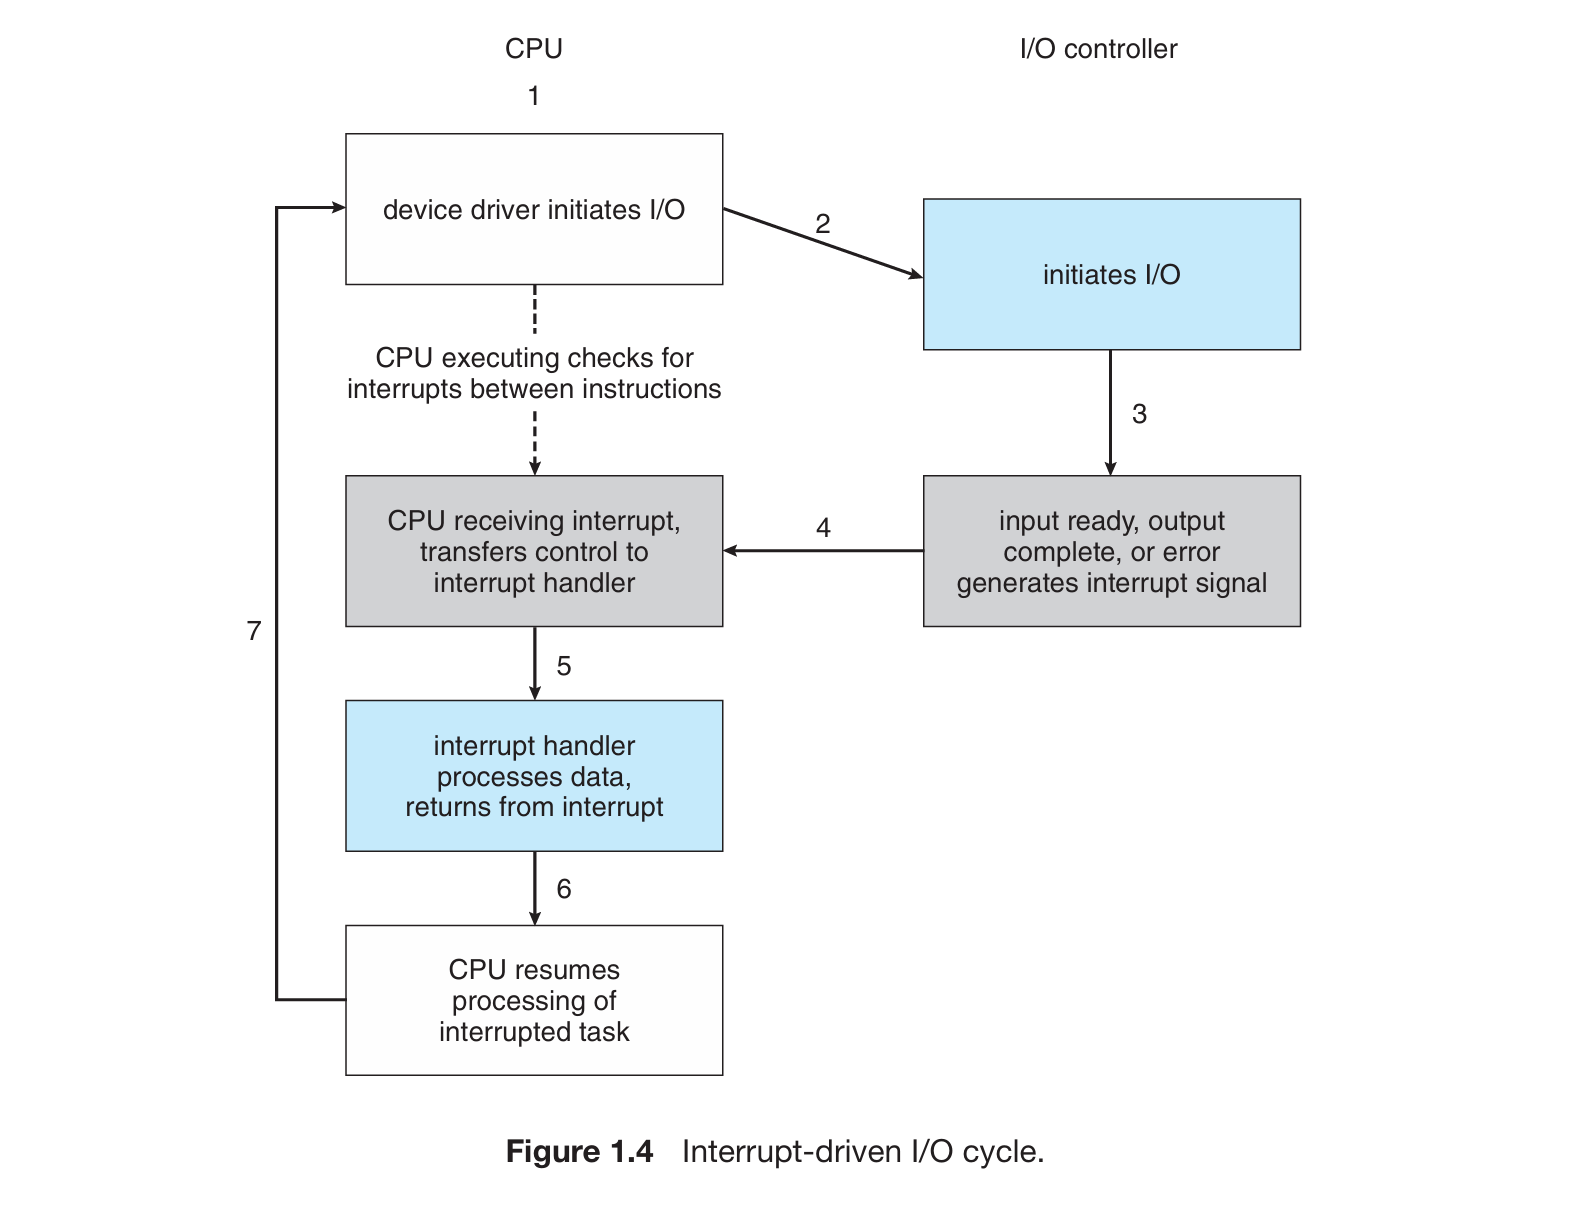 CPU
I/O controller
1
device driver initiates I/O
2
initiates I/O
CPU executing checks for
interrupts between instructions
3
CPU receiving interrupt,
transfers control to
interrupt handler
4
input ready, output
complete, or error
generates interrupt signal
7
5
interrupt handler
processes data,
returns from interrupt
6
CPU resumes
processing of
interrupted task
Figure 1.4 Interrupt-driven I/O cycle.